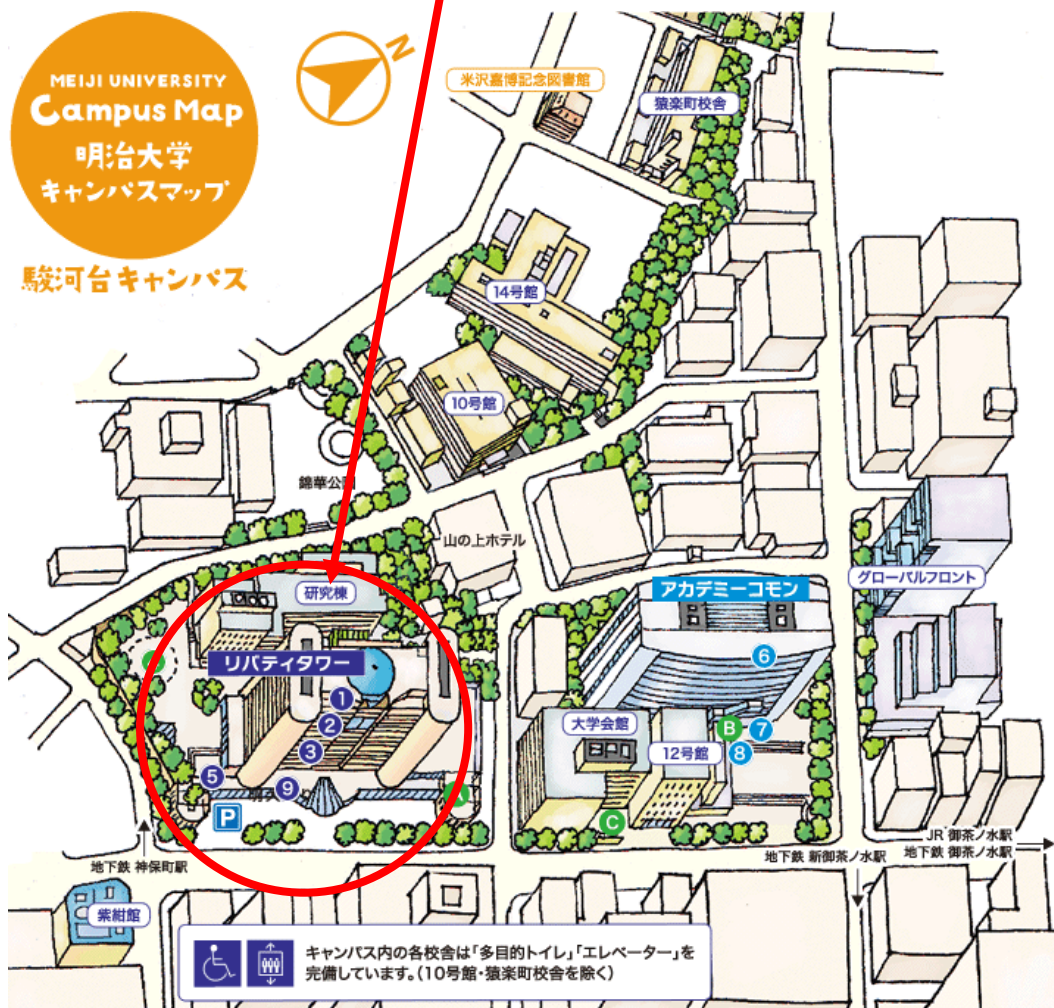 MEIJI UNIVERSITY
Campus Map
明治大学
キャンパスマップ
駿河台キャンパス
N
米沢嘉博記念図書館
猿楽町校舎
14号館
10号館
錦華公園
山の上ホテル
研究棟
アカデミーコモン
グローバルフロント
リバティタワー
6
1
2
大学会館
B
7
3
12号館
8
5
9
P
C
JR 御茶ノ水駅
地下鉄 神保町駅
地下鉄 新御茶ノ水駅
地下鉄 御茶ノ水駅
紫紺館
キャンパス内の各校舎は「多目的トイレ」「エレベーター」を
完備しています。(10号館・猿楽町校舎を除く)